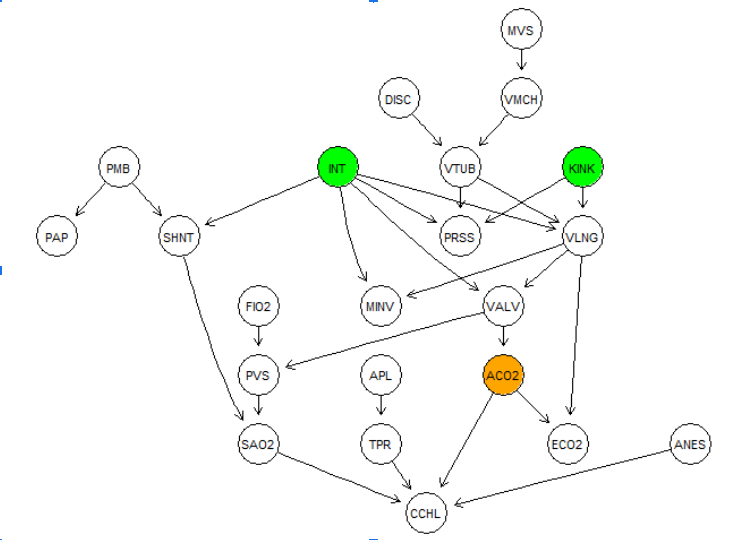 MVS
DISC
VMCH
PMB
INT
VTUB
KINK
PAP
SHNT
PRSS
VLNG
FIO2
MINV
VALV
PVS
APL
ACO2
SAO2
TPR
ECO2
ANES
CCHL